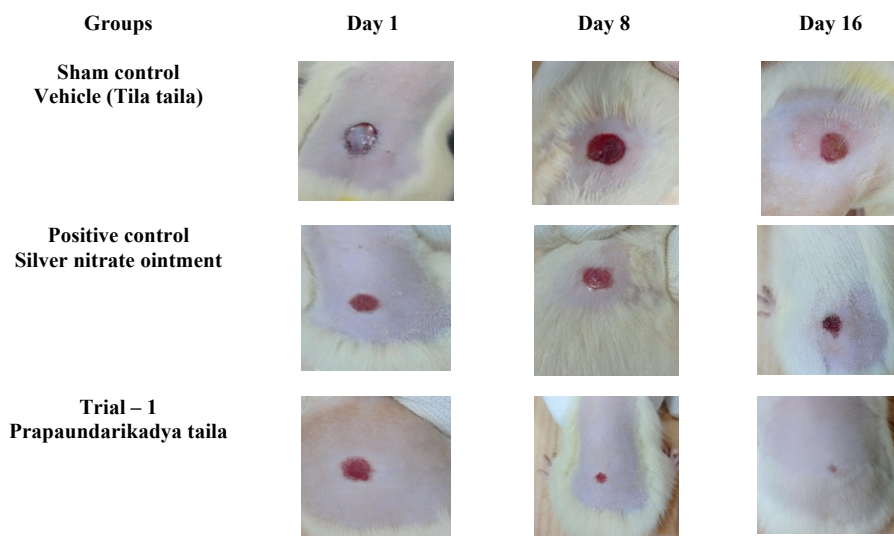 Groups Day 1 Day 8 Day 16
Sham control
Vehicle (Tila taila)
Positive control
Silver nitrate ointment
Trial – 1
Prapaundarikadya taila